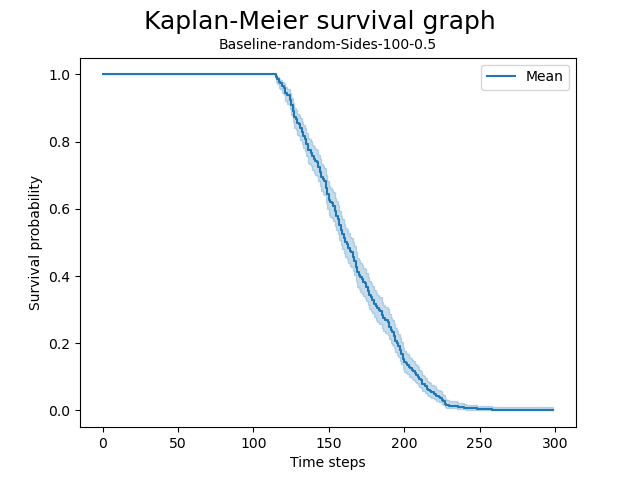 Kaplan-Meier survival graph
Baseline-random-Sides-100-0.5
Mean
1.0
0.8
0.6
0.4
0.2
0.0
Survival probability
0 50 100 150 200 250 300
Time steps